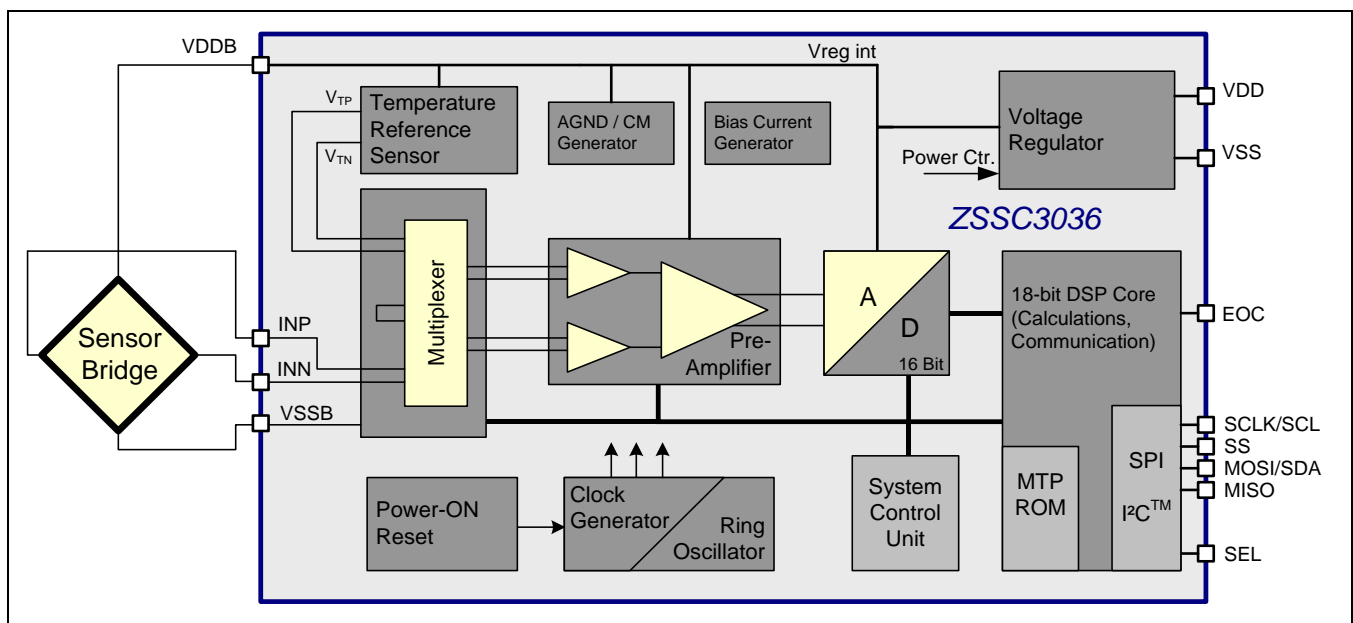 VDDB
Vreg int
VTP
Temperature
Reference
Sensor
VTN
AGND / CM
Generator
Bias Current
Generator
Voltage
Regulator
VDD
VSS
Power Ctr.
ZSSC3036
Multiplexer
Pre-
Amplifier
A
D
16 Bit
18-bit DSP Core
(Calculations,
Communication)
EOC
Sensor
Bridge
INP
INN
VSSB
SCLK/SCL
SS
MOSI/SDA
MISO
SEL
SPI
I²C™
MTP
ROM
Power-ON
Reset
Clock
Generator
Ring
Oscillator
System
Control
Unit